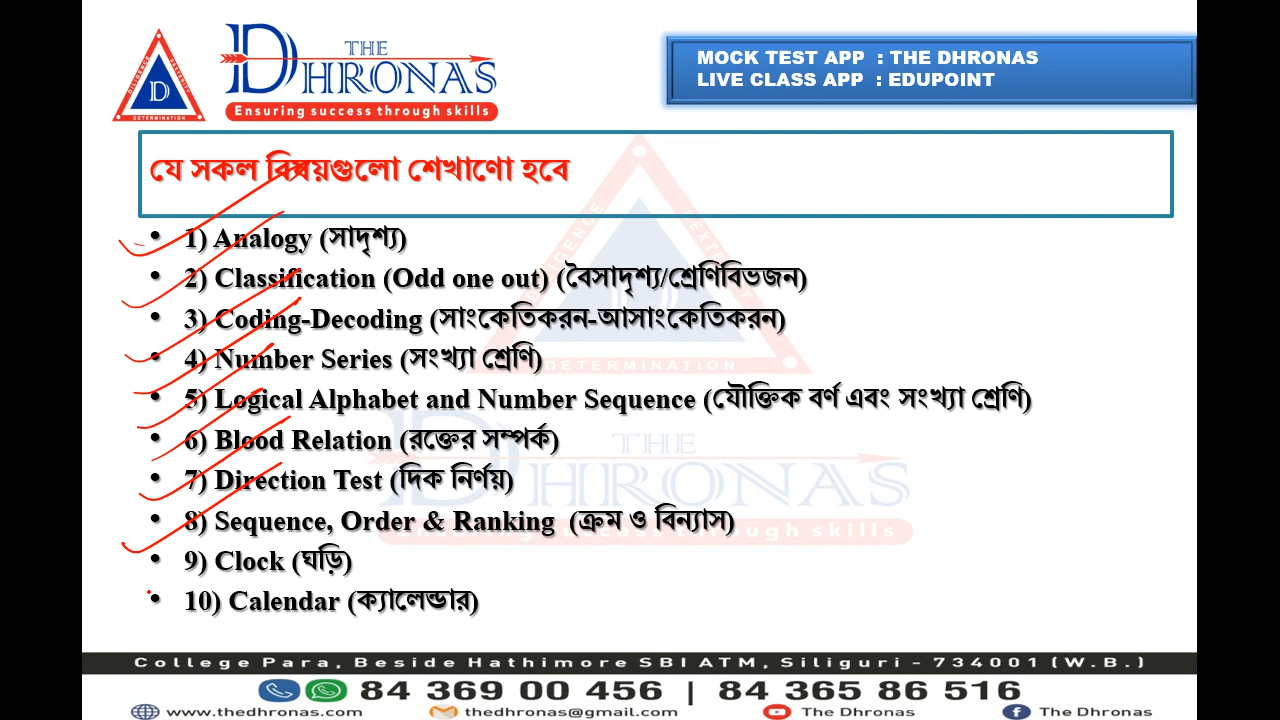 THE
DHRONAS
Ensuring success through skills
DILIGENCE
DEXTERITY
D
DETERMINATION
MOCK TEST APP : THE DHRONAS
LIVE CLASS APP : EDUPOINT
যে সকল বিষয়গুলো শেখাণো হবে
• 1) Analogy (সাদৃশ্য)
• 2) Classification (Odd one out) (বৈসাদৃশ্য/শ্রেণিবিভজন)
• 3) Coding-Decoding (সাংকেতিকরন-আসাংকেতিকরন)
• 4) Number Series (সংখ্যা শ্রেণি)
• 5) Logical Alphabet and Number Sequence (যৌক্তিক বর্ণ এবং সংখ্যা শ্রেণি)
• 6) Blood Relation (রক্তের সম্পর্ক)
• 7) Direction Test (দিক নির্ণয়)
• 8) Sequence, Order & Ranking (ক্রম ও বিন্যাস)
• 9) Clock (ঘড়ি)
• 10) Calendar (ক্যালেন্ডার)
College Para, Beside Hathimore SBI ATM, Siliguri - 734001 (W.B.)
84 369 00 456 | 84 365 86 516
www.thedhronas.com thedhronas@gmail.com The Dhronas The Dhronas